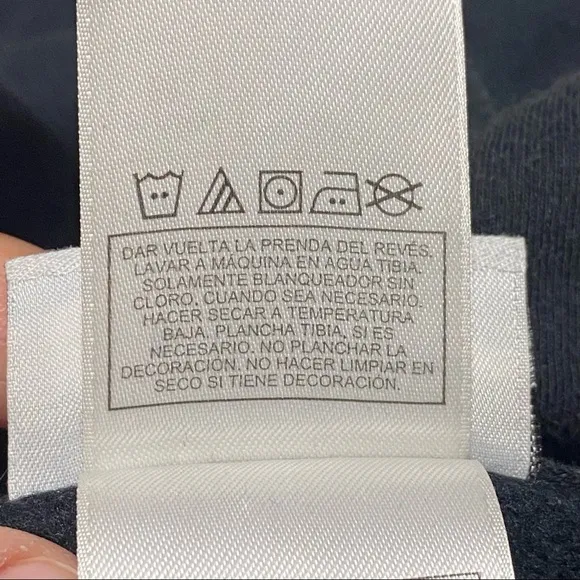 DAR VUELTA LA PRENDA DEL REVÉS.
LAVAR A MÁQUINA EN AGUA TIBIA.
SOLAMENTE BLANQUEADOR SIN
CLORO, CUANDO SEA NECESARIO.
HACER SECAR A TEMPERATURA
BAJA. PLANCHA TIBIA, SI ES
NECESARIO. NO PLANCHAR LA
DECORACIÓN. NO HACER LIMPIAR EN
SECO SI TIENE DECORACIÓN.